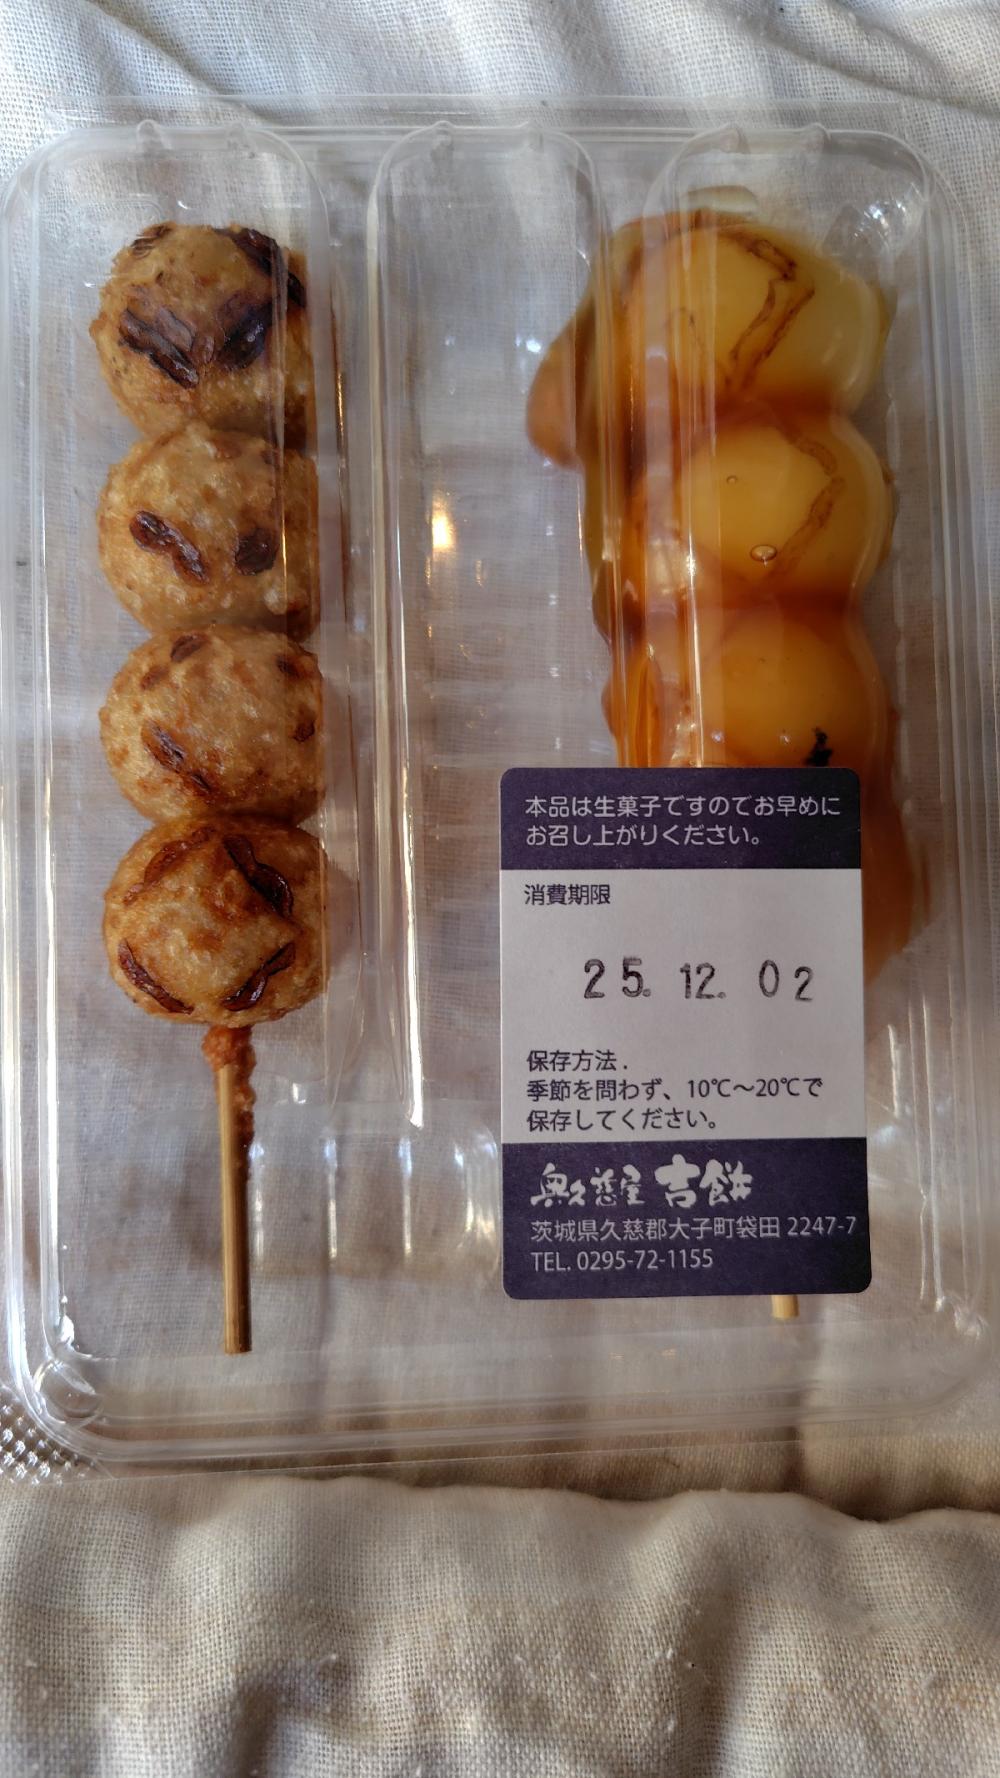 本品は生菓子ですのでお早めに
お召し上がりください。
消費期限
25. 12. 02
保存方法.
季節を問わず、10℃～20℃で
保存してください。
奥久慈屋 吉餅
茨城県久慈郡大子町袋田 2247-7
TEL. 0295-72-1155